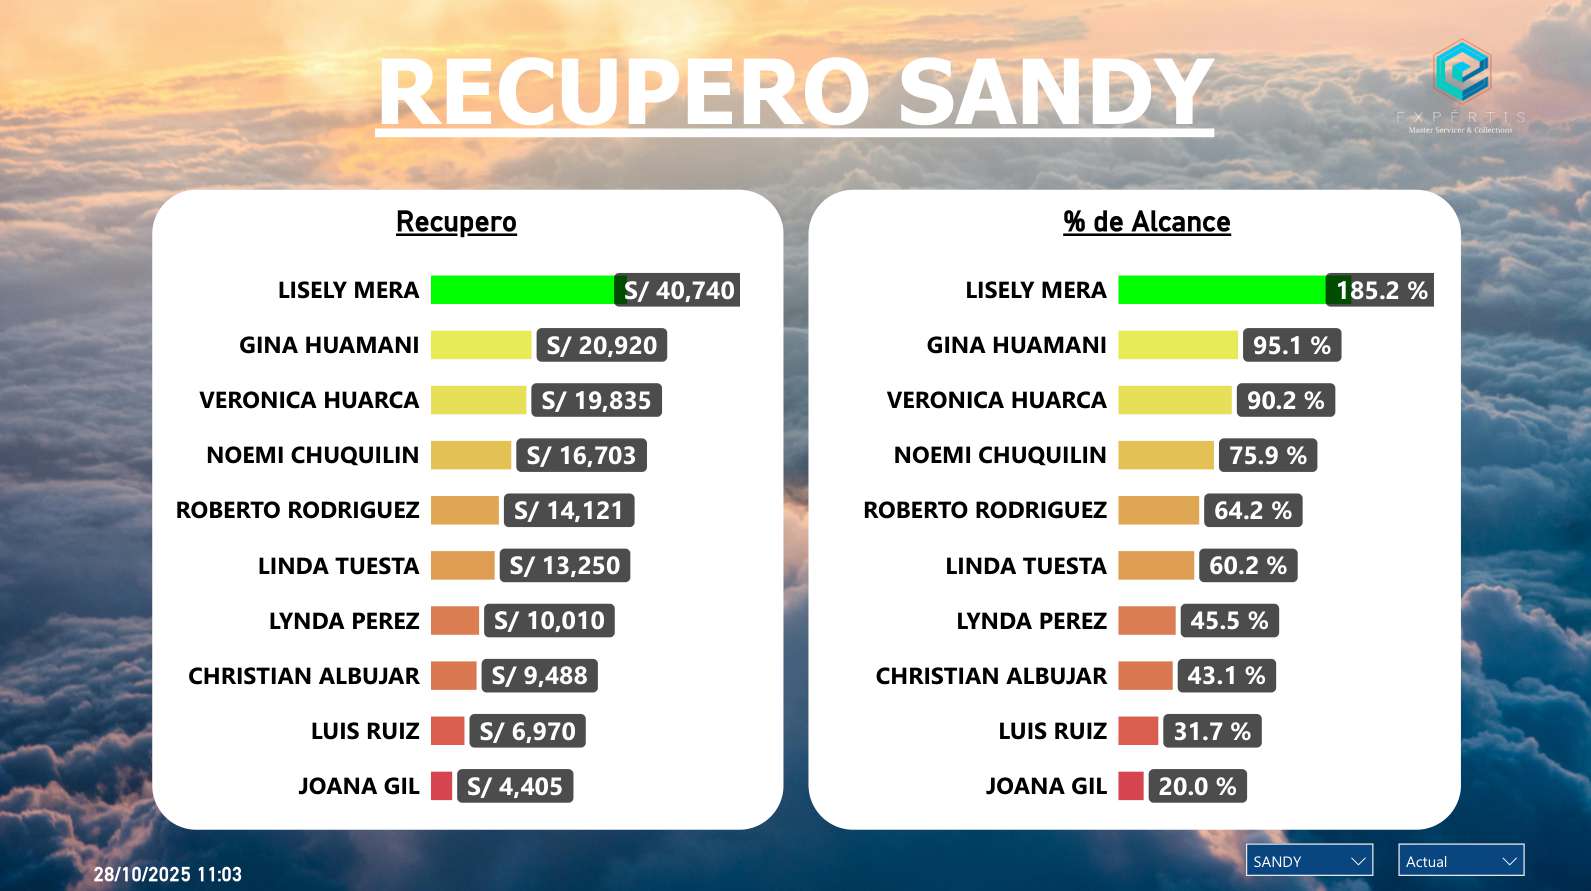 RECUPERO SANDY
EXPERTIS
Master Servicer & Collections
Recupero
LISELY MERA S/ 40,740
GINA HUAMANI S/ 20,920
VERONICA HUARCA S/ 19,835
NOEMI CHUQUILIN S/ 16,703
ROBERTO RODRIGUEZ S/ 14,121
LINDA TUESTA S/ 13,250
LYNDA PEREZ S/ 10,010
CHRISTIAN ALBUJAR S/ 9,488
LUIS RUIZ S/ 6,970
JOANA GIL S/ 4,405
% de Alcance
LISELY MERA 185.2 %
GINA HUAMANI 95.1 %
VERONICA HUARCA 90.2 %
NOEMI CHUQUILIN 75.9 %
ROBERTO RODRIGUEZ 64.2 %
LINDA TUESTA 60.2 %
LYNDA PEREZ 45.5 %
CHRISTIAN ALBUJAR 43.1 %
LUIS RUIZ 31.7 %
JOANA GIL 20.0 %
28/10/2025 11:03
SANDY
Actual